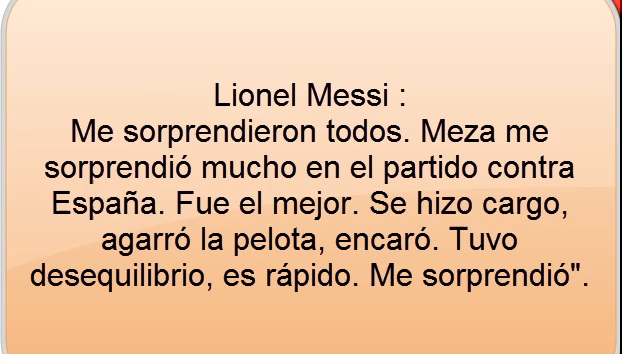 Lionel Messi :
Me sorprendieron todos. Meza me
sorprendió mucho en el partido contra
España. Fue el mejor. Se hizo cargo,
agarró la pelota, encaró. Tuvo
desequilibrio, es rápido. Me sorprendió".